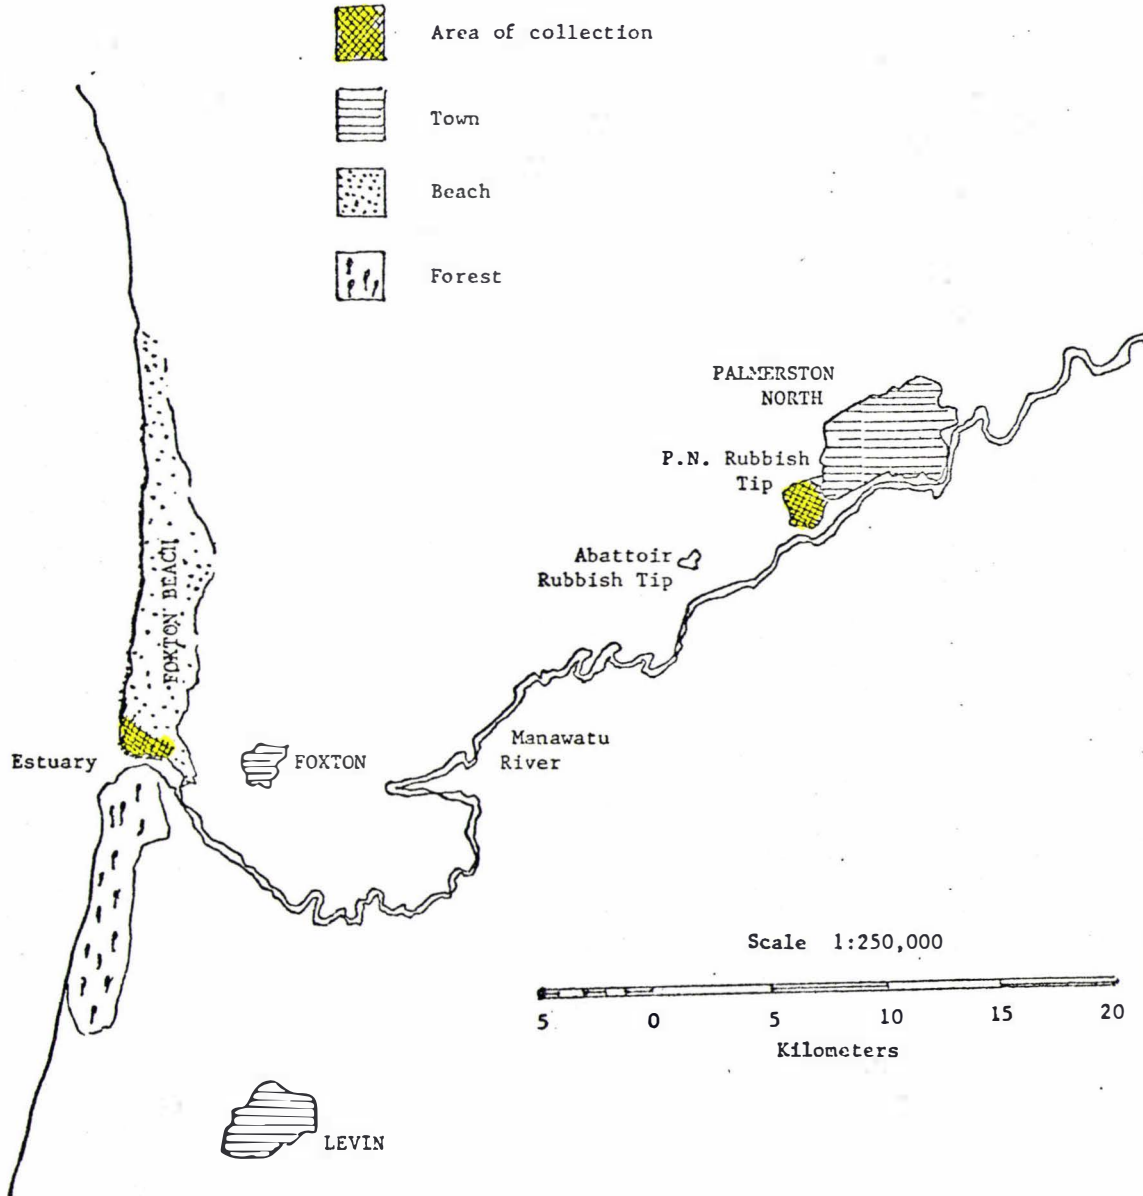 Area of collection
Town
Beach
Forest
PALMERSTON
NORTH
P.N. Rubbish
Tip
Abattoir
Rubbish Tip
FOXTON BEACH
Estuary
FOXTON
Manawatu
River
Scale 1:250,000
5 0 5 10 15 20
Kilometers
LEVIN